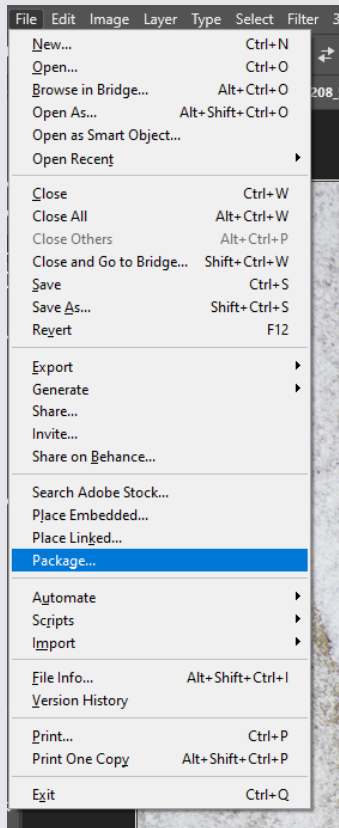 File Edit Image Layer Type Select Filter 3
New... Ctrl+N
Open... Ctrl+O
Browse in Bridge... Alt+Ctrl+O
Open As... Alt+Shift+Ctrl+O
Open as Smart Object...
Open Recent
208_
Close Ctrl+W
Close All Alt+Ctrl+W
Close Others Alt+Ctrl+P
Close and Go to Bridge... Shift+Ctrl+W
Save Ctrl+S
Save As... Shift+Ctrl+S
Revert F12
Export
Generate
Share...
Invite...
Share on Behance...
Search Adobe Stock...
Place Embedded...
Place Linked...
Package...
Automate
Scripts
Import
File Info... Alt+Shift+Ctrl+I
Version History
Print... Ctrl+P
Print One Copy Alt+Shift+Ctrl+P
Exit Ctrl+Q